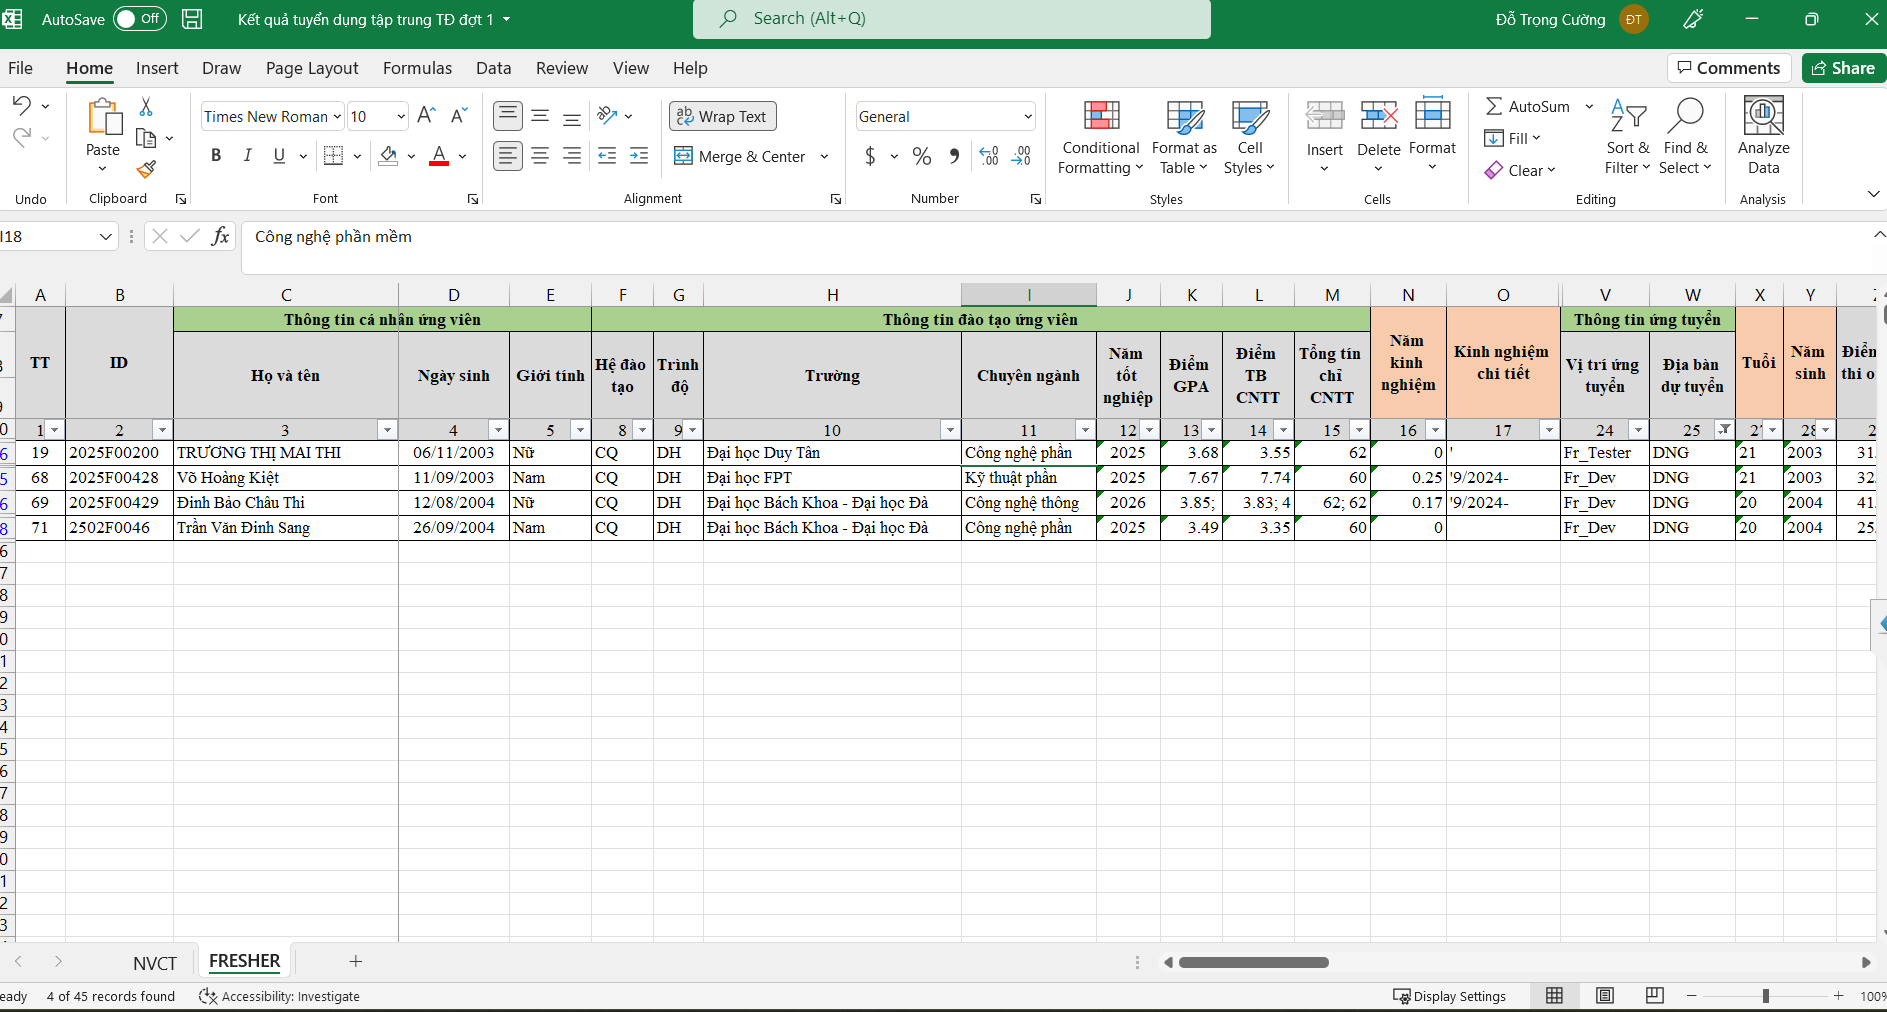 AutoSave Off Kết quả tuyển dụng tập trung TĐ đợt 1 Search (Alt+Q) Đỗ Trọng Cường ĐT
File Home Insert Draw Page Layout Formulas Data Review View Help Comments Share
Times New Roman 10 Wrap Text General AutoSum
Paste B I U A Merge & Center $ % Conditional Formatting Format as Table Cell Styles Insert Delete Format Fill Clear Sort & Filter Find & Select Analyze Data
Undo Clipboard Font Alignment Number Styles Cells Editing Analysis
I18 fx Công nghệ phần mềm
A B C D E F G H I J K L M N O V W X Y
Thông tin cá nhân ứng viên Thông tin đào tạo ứng viên Thông tin ứng tuyển
TT ID Họ và tên Ngày sinh Giới tính Hệ đào tạo Trình độ Trường Chuyên ngành Năm tốt nghiệp Điểm GPA Điểm TB CNTT Tổng tín chỉ CNTT Năm kinh nghiệm Kinh nghiệm chi tiết Vị trí ứng tuyển Địa bàn dự tuyển Tuổi Năm sinh Điểm thi
1 2 3 4 5 8 9 10 11 12 13 14 15 16 17 24 25
19 2025F00200 TRƯƠNG THỊ MAI THI 06/11/2003 Nữ CQ DH Đại học Duy Tân Công nghệ phần 2025 3.68 3.55 62 0 ' Fr_Tester DNG 21 2003 31.
68 2025F00428 Võ Hoàng Kiệt 11/09/2003 Nam CQ DH Đại học FPT Kỹ thuật phần 2025 7.67 7.74 60 0.25 '9/2024- Fr_Dev DNG 21 2003 32.
69 2025F00429 Đinh Bảo Châu Thi 12/08/2004 Nữ CQ DH Đại học Bách Khoa - Đại học Đà Công nghệ thông 2026 3.85; 3.83; 4 62; 62 0.17 '9/2024- Fr_Dev DNG 20 2004 41.
71 2502F0046 Trần Văn Đinh Sang 26/09/2004 Nam CQ DH Đại học Bách Khoa - Đại học Đà Công nghệ phần 2025 3.49 3.35 60 0 Fr_Dev DNG 20 2004 25.
NVCT FRESHER
4 of 45 records found Accessibility: Investigate Display Settings 100%